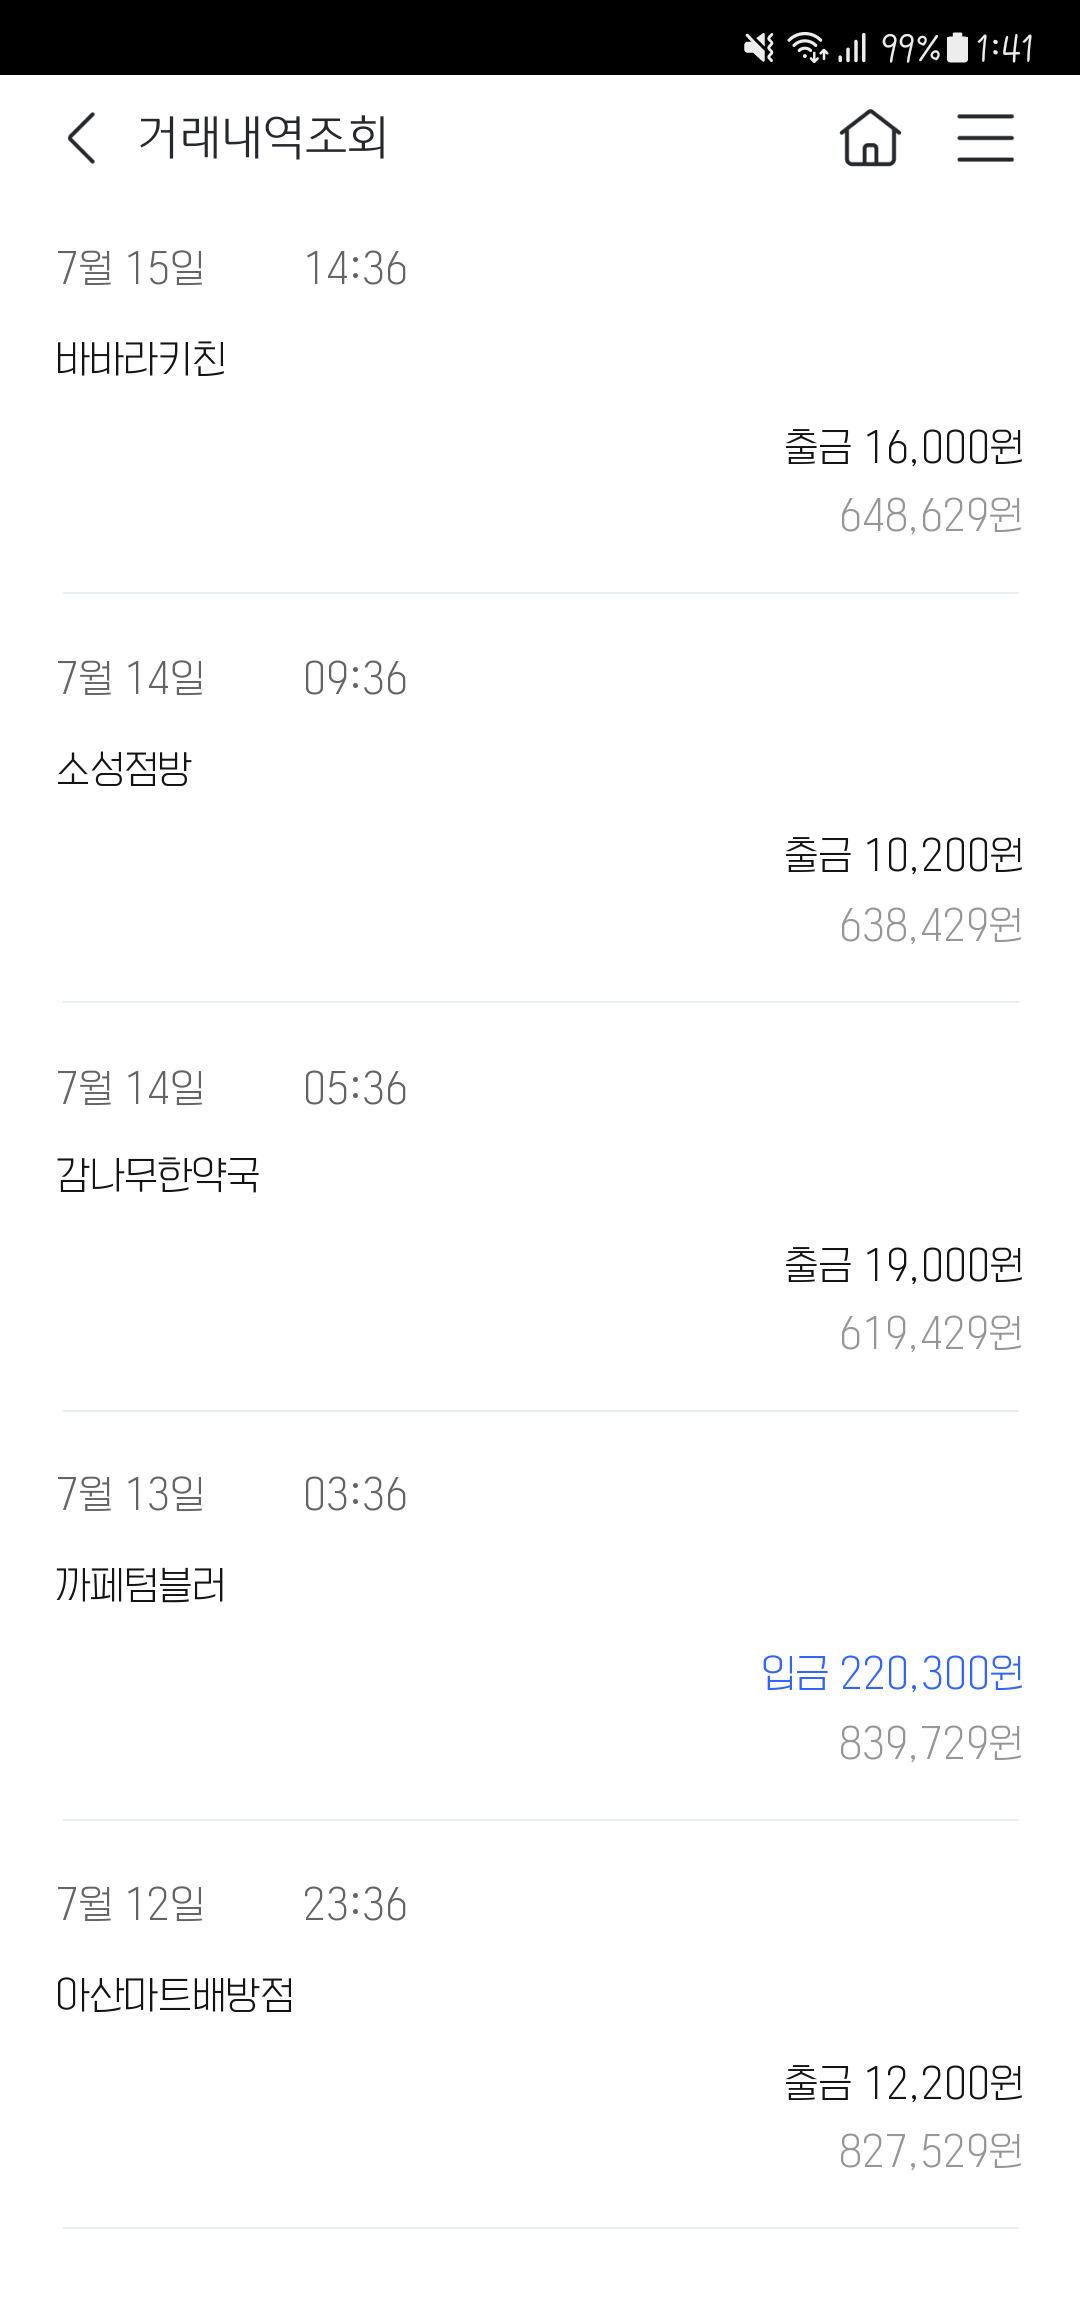 99% 1:41
거래내역조회
7월 15일 14:36
바바라키친
출금 16,000원
648,629원
7월 14일 09:36
소성점방
출금 10,200원
638,429원
7월 14일 05:36
감나무한약국
출금 19,000원
619,429원
7월 13일 03:36
까페텀블러
입금 220,300원
839,729원
7월 12일 23:36
아산마트배방점
출금 12,200원
827,529원